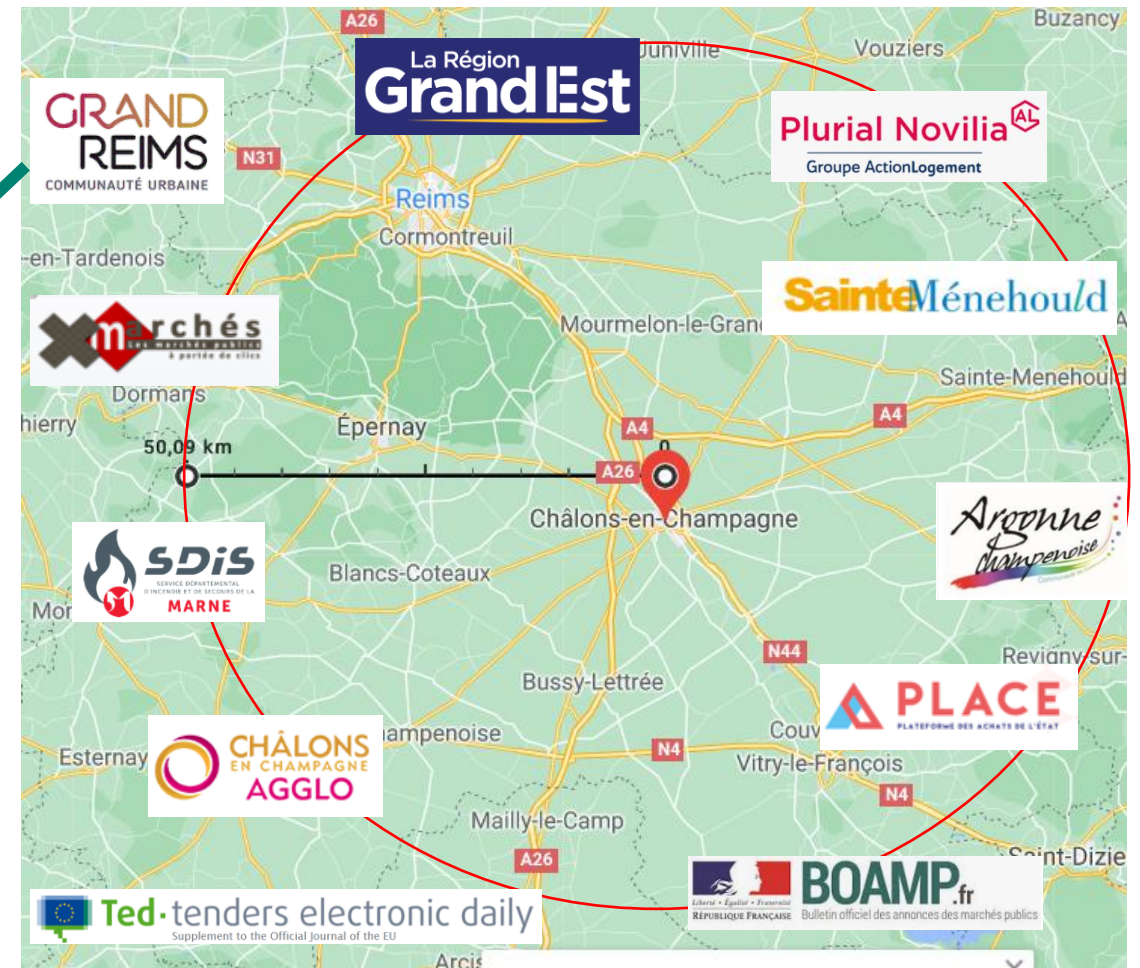 A26
Buzancy
La Région
Grand Est
Juniville
Vouziers
GRAND
REIMS
COMMUNAUTÉ URBAINE
Plurial Novilia AL
Groupe ActionLogement
N31
Reims
Cormontreuil
-en-Tardenois
SainteMénehould
xmarchés
Les marchés publics
à portée de clics
Mourmelon-le-Gran
Sainte-Menehould
Dormans
hierry
Épernay
A4
A4
50,09 km
0
A26
Châlons-en-Champagne
Argonne
Champenoise
SDiS
SERVICE DÉPARTEMENTAL
D'INCENDIE ET DE SECOURS DE LA
MARNE
51
Blancs-Coteaux
Mor
N44
Revigny-sur-
Bussy-Lettrée
PLACE
PLATEFORME DES ACHATS DE L'ÉTAT
CHÂLONS
EN CHAMPAGNE
AGGLO
ampenoise
Couv
Esternay
N4
Vitry-le-François
N4
Mailly-le-Camp
A26
Saint-Dizie
Liberté • Égalité • Fraternité
RÉPUBLIQUE FRANÇAISE
BOAMP.fr
Bulletin officiel des annonces des marchés publics
Ted·tenders electronic daily
Supplement to the Official Journal of the EU
Arcis